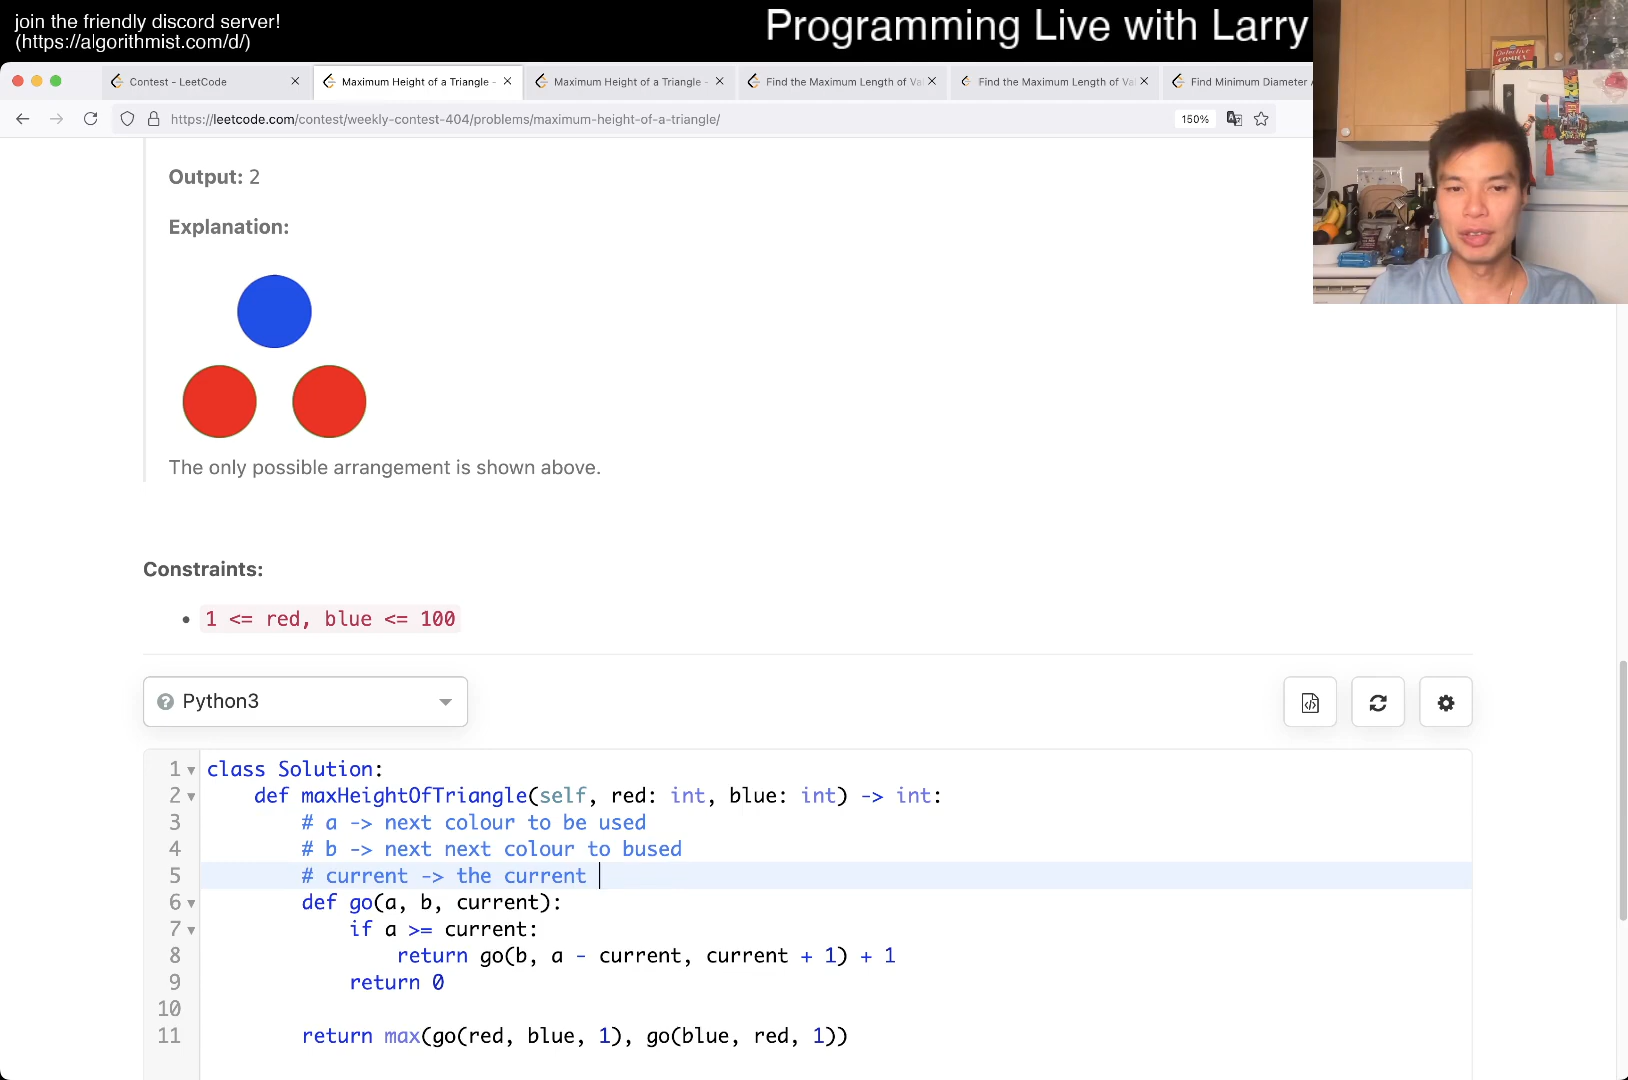 join the friendly discord server!
(https://algorithmist.com/d/)
Programming Live with Larry
Contest - LeetCode
Maximum Height of a Triangle -
Maximum Height of a Triangle -
Find the Maximum Length of Va
Find the Maximum Length of Val
Find Minimum Diameter
https://leetcode.com/contest/weekly-contest-404/problems/maximum-height-of-a-triangle/
150%
Output: 2
Explanation:
The only possible arrangement is shown above.
Constraints:
1 <= red, blue <= 100
Python3
1 class Solution:
2 def maxHeightOfTriangle(self, red: int, blue: int) -> int:
3 # a -> next colour to be used
4 # b -> next next colour to bused
5 # current -> the current
6 def go(a, b, current):
7 if a >= current:
8 return go(b, a - current, current + 1) + 1
9 return 0
10
11 return max(go(red, blue, 1), go(blue, red, 1))